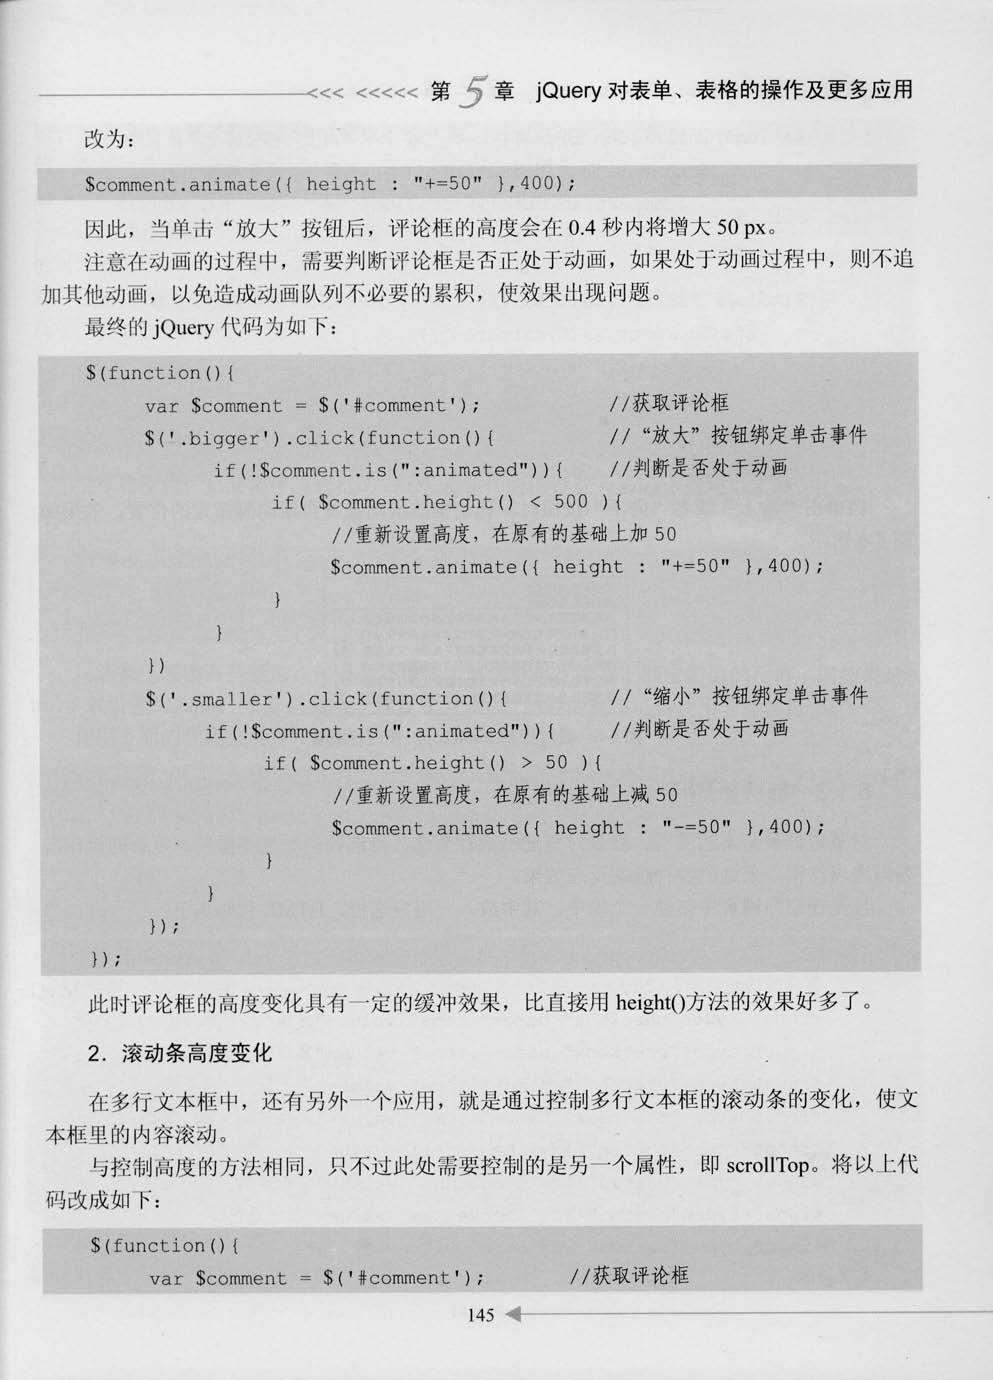 <<< <<<<< 第 5 章 jQuery 对表单、表格的操作及更多应用
改为：
$comment.animate({ height : "+=50" },400);
因此，当单击“放大”按钮后，评论框的高度会在 0.4 秒内将增大 50 px。
注意在动画的过程中，需要判断评论框是否正处于动画，如果处于动画过程中，则不追
加其他动画，以免造成动画队列不必要的累积，使效果出现问题。
最终的 jQuery 代码为如下：
$(function(){
var $comment = $('#comment'); //获取评论框
$('.bigger').click(function(){ //“放大”按钮绑定单击事件
if(!$comment.is(":animated")){ //判断是否处于动画
if( $comment.height() < 500 ){
//重新设置高度，在原有的基础上加 50
$comment.animate({ height : "+=50" },400);
}
}
})
$('.smaller').click(function(){ //“缩小”按钮绑定单击事件
if(!$comment.is(":animated")){ //判断是否处于动画
if( $comment.height() > 50 ){
//重新设置高度，在原有的基础上减 50
$comment.animate({ height : "-=50" },400);
}
}
});
});
此时评论框的高度变化具有一定的缓冲效果，比直接用 height()方法的效果好多了。
2．滚动条高度变化
在多行文本框中，还有另外一个应用，就是通过控制多行文本框的滚动条的变化，使文
本框里的内容滚动。
与控制高度的方法相同，只不过此处需要控制的是另一个属性，即 scrollTop。将以上代
码改成如下：
$(function(){
var $comment = $('#comment'); //获取评论框
145